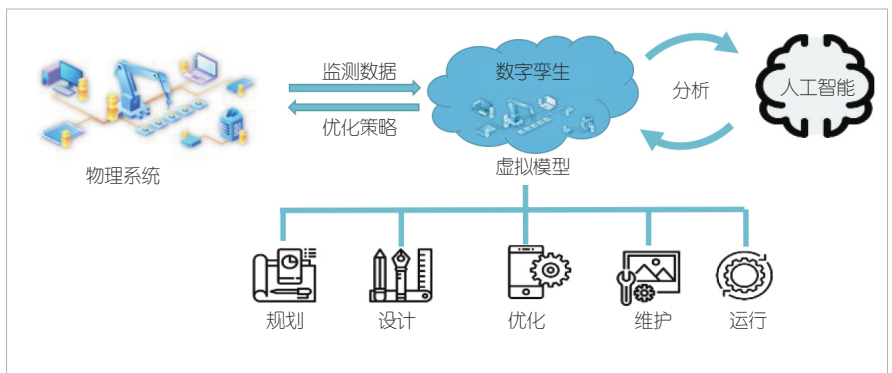 监测数据
数字孪生
分析
人工智能
优化策略
物理系统
虚拟模型
规划
设计
优化
维护
运行